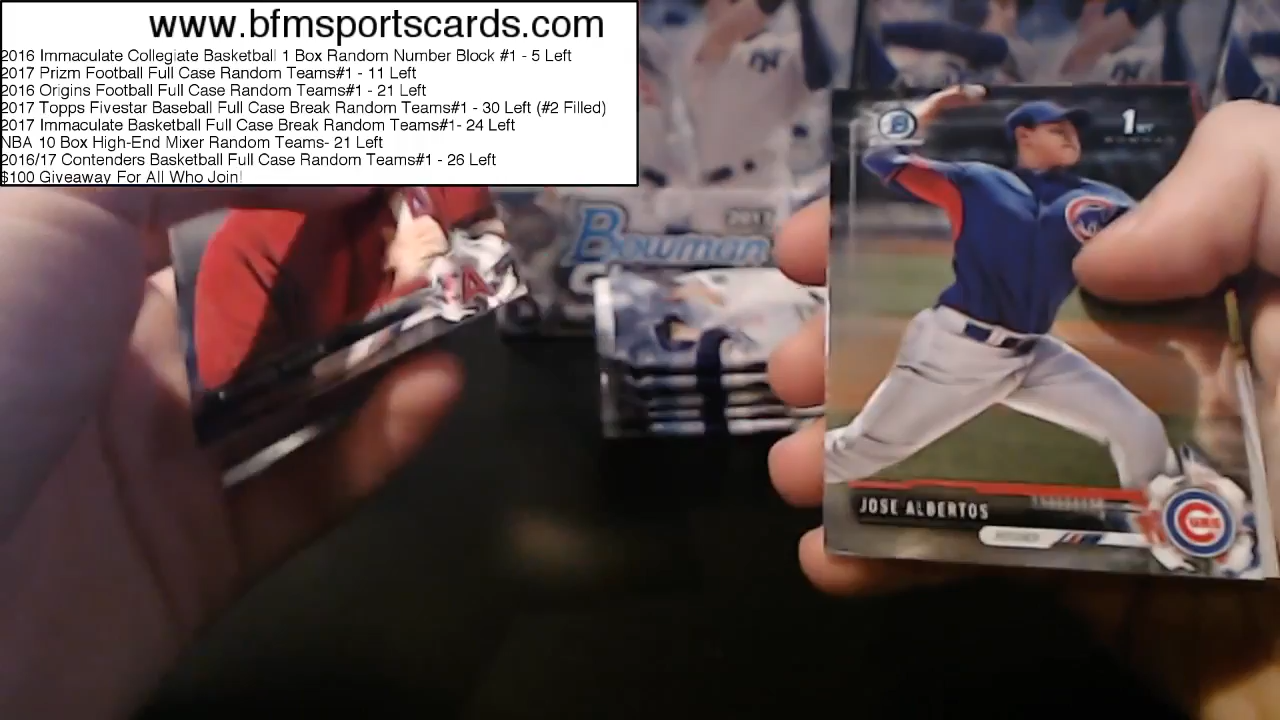 www.bfmsportscards.com
2016 Immaculate Collegiate Basketball 1 Box Random Number Block #1 - 5 Left
2017 Prizm Football Full Case Random Teams#1 - 11 Left
2016 Origins Football Full Case Random Teams#1 - 21 Left
2017 Topps Fivestar Baseball Full Case Break Random Teams#1 - 30 Left (#2 Filled)
2017 Immaculate Basketball Full Case Break Random Teams#1- 24 Left
NBA 10 Box High-End Mixer Random Teams- 21 Left
2016/17 Contenders Basketball Full Case Random Teams#1 - 26 Left
$100 Giveaway For All Who Join!
2017
Bowman
B
1ST
BOWMAN
JOSE ALBERTOS
PITCHER
CUBS
A